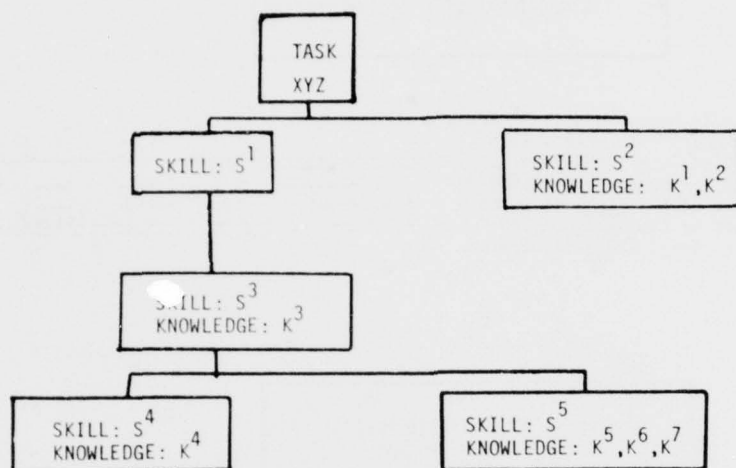 TASK
XYZ
SKILL: S¹
SKILL: S²
KNOWLEDGE: K¹,K²
SKILL: S³
KNOWLEDGE: K³
SKILL: S⁴
KNOWLEDGE: K⁴
SKILL: S⁵
KNOWLEDGE: K⁵,K⁶,K⁷